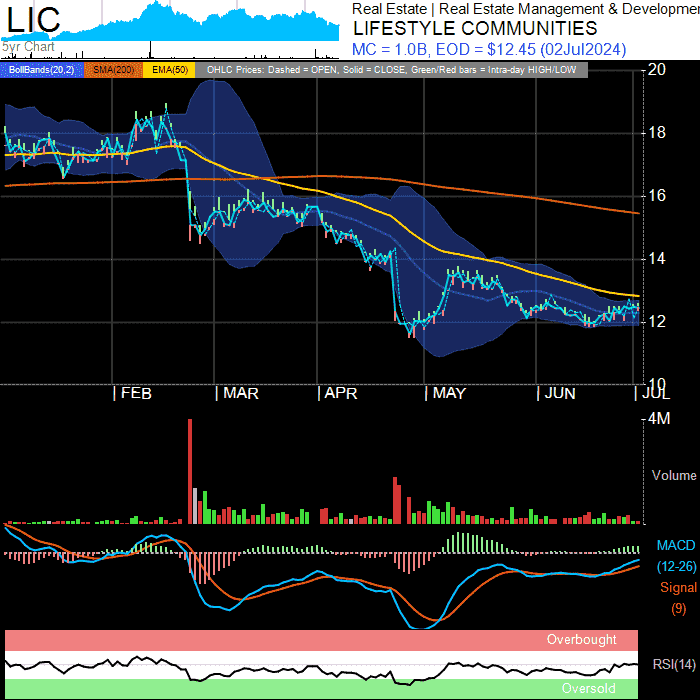 LIC
5yr Chart
Real Estate | Real Estate Management & Developmen
LIFESTYLE COMMUNITIES
MC = 1.0B, EOD = $12.45 (02Jul2024)
BollBands(20,2) SMA(200) EMA(50) OHLC Prices: Dashed = OPEN, Solid = CLOSE, Green/Red bars = Intra-day HIGH/LOW
20
18
16
14
12
10
FEB MAR APR MAY JUN JUL
4M
Volume
MACD
(12-26)
Signal
(9)
Overbought
RSI(14)
Oversold